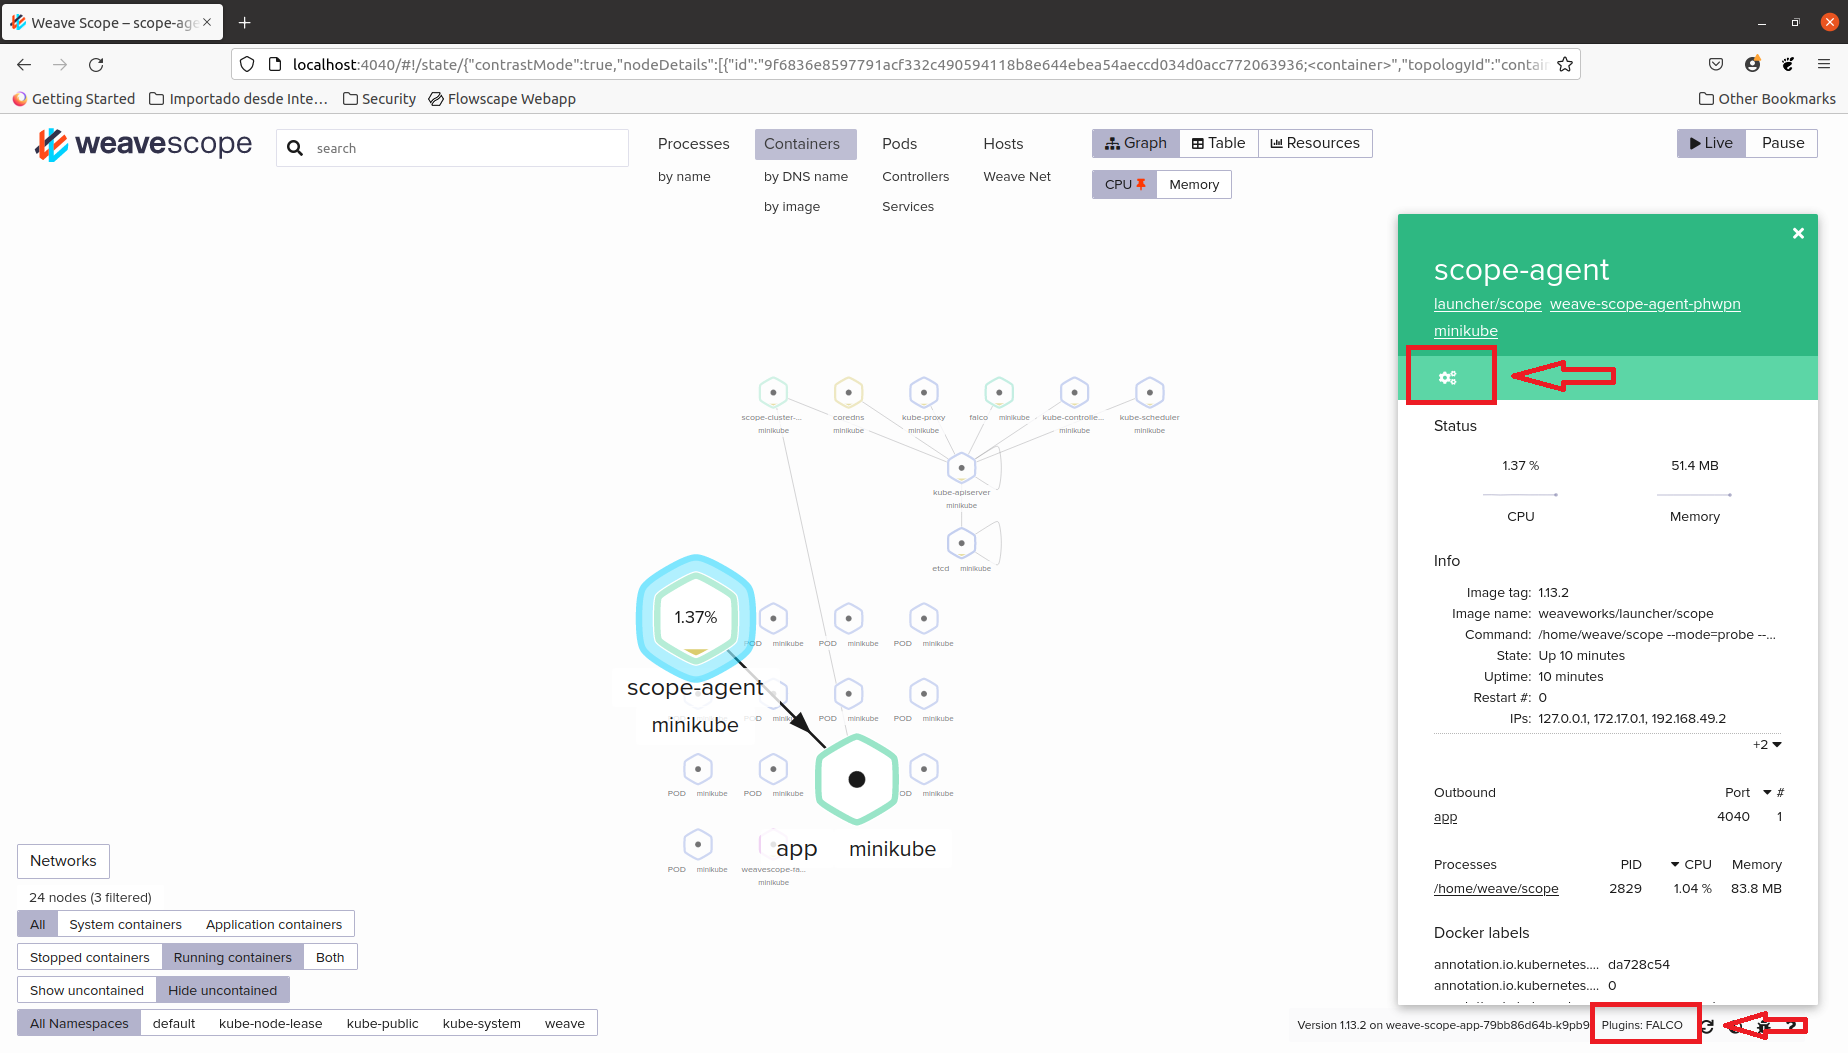 Weave Scope – scope-age
localhost:4040/#!/state/{"contrastMode":true,"nodeDetails":[{"id":"9f6836e8597791acf332c490594118b8e644ebea54aeccd034d0acc772063936;<container>","topologyId":"contain
Getting Started Importado desde Inte... Security Flowscape Webapp Other Bookmarks
weavescope search
Processes Containers Pods Hosts
by name by DNS name Controllers Weave Net
by image Services
Graph Table Resources
CPU Memory
Live Pause
scope-agent
launcher/scope weave-scope-agent-phwpn
minikube
scope-cluster-... coredns kube-proxy falco minikube kube-controlle... kube-scheduler
minikube minikube minikube minikube minikube
kube-apiserver
minikube
etcd minikube
1.37%
POD minikube POD minikube POD minikube
scope-agent
minikube
POD minikube POD minikube
POD minikube POD minikube minikube
app minikube
POD minikube weavescope-ra...
minikube
Status
1.37 % 51.4 MB
CPU Memory
Info
Image tag: 1.13.2
Image name: weaveworks/launcher/scope
Command: /home/weave/scope --mode=probe --...
State: Up 10 minutes
Uptime: 10 minutes
Restart #: 0
IPs: 127.0.0.1, 172.17.0.1, 192.168.49.2
+2
Outbound Port #
app 4040 1
Processes PID CPU Memory
/home/weave/scope 2829 1.04 % 83.8 MB
Docker labels
annotation.io.kubernetes.... da728c54
annotation.io.kubernetes.... 0
Networks
24 nodes (3 filtered)
All System containers Application containers
Stopped containers Running containers Both
Show uncontained Hide uncontained
All Namespaces default kube-node-lease kube-public kube-system weave
Version 1.13.2 on weave-scope-app-79bb86d64b-k9pb9 Plugins: FALCO